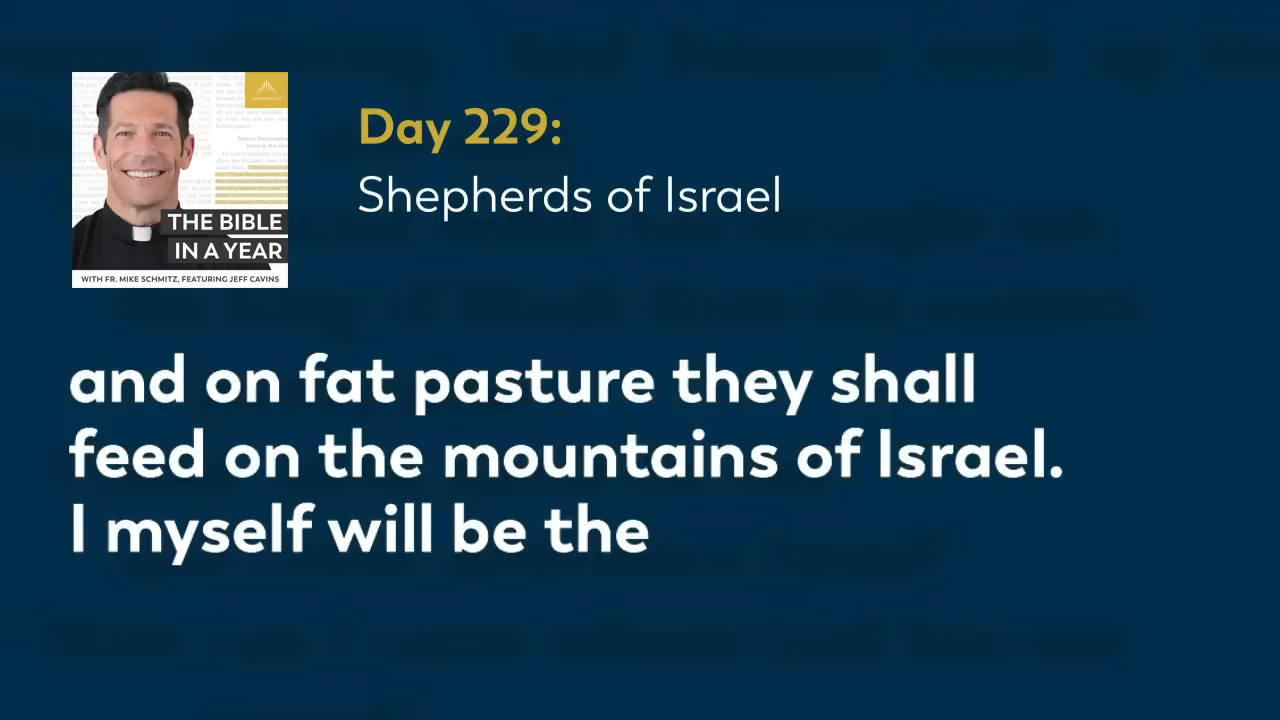 Day 229:
Shepherds of Israel
THE BIBLE
IN A YEAR
WITH FR. MIKE SCHMITZ, FEATURING JEFF CAVINS
and on fat pasture they shall
feed on the mountains of Israel.
I myself will be the